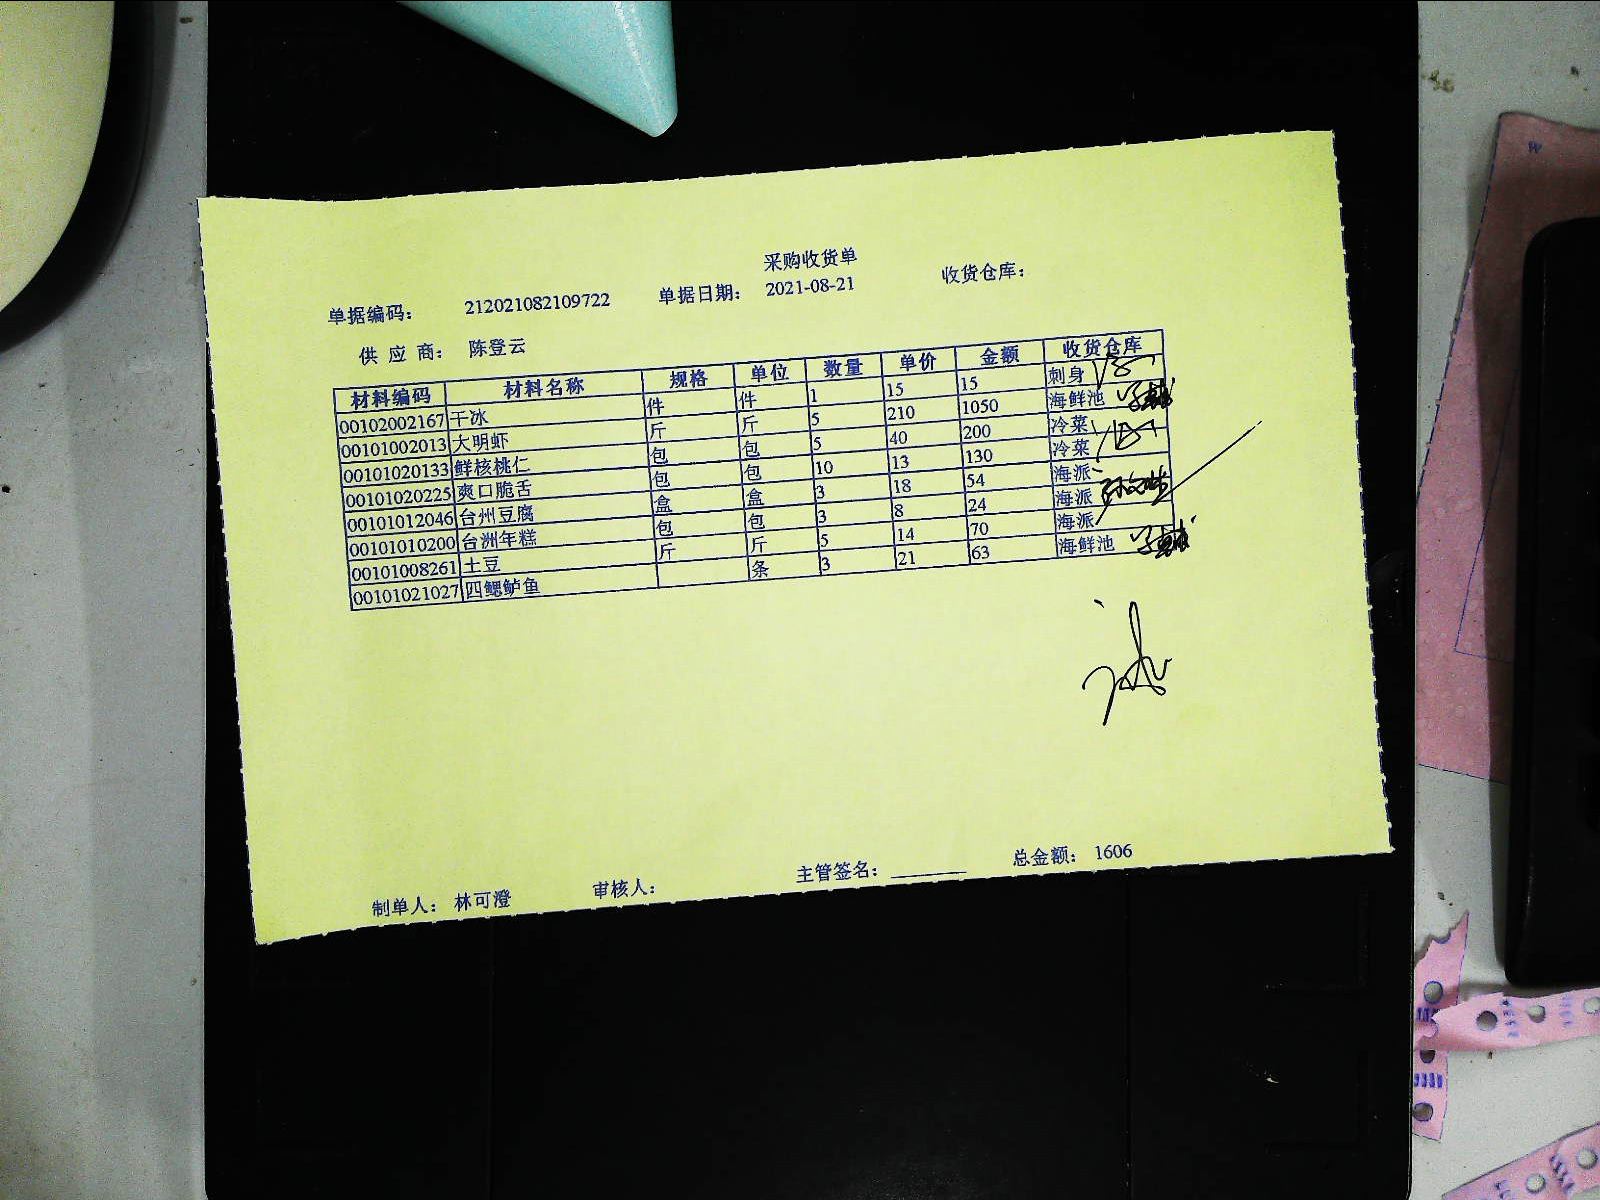 采购收货单
单据编码： 212021082109722 单据日期： 2021-08-21 收货仓库：
供 应 商： 陈登云
材料编码 材料名称 规格 单位 数量 单价 金额 收货仓库
00102002167 干冰 件 件 1 15 15 刺身
00101002013 大明虾 斤 斤 5 210 1050 海鲜池
00101020133 鲜核桃仁 包 包 5 40 200 冷菜
00101020225 爽口脆舌 包 包 10 13 130 冷菜
00101012046 台州豆腐 盒 盒 3 18 54 海派
00101010200 台洲年糕 包 包 3 8 24 海派
00101008261 土豆 斤 斤 5 14 70 海派
00101021027 四鳃鲈鱼 条 3 21 63 海鲜池
制单人： 林可澄 审核人： 主管签名： 总金额： 1606